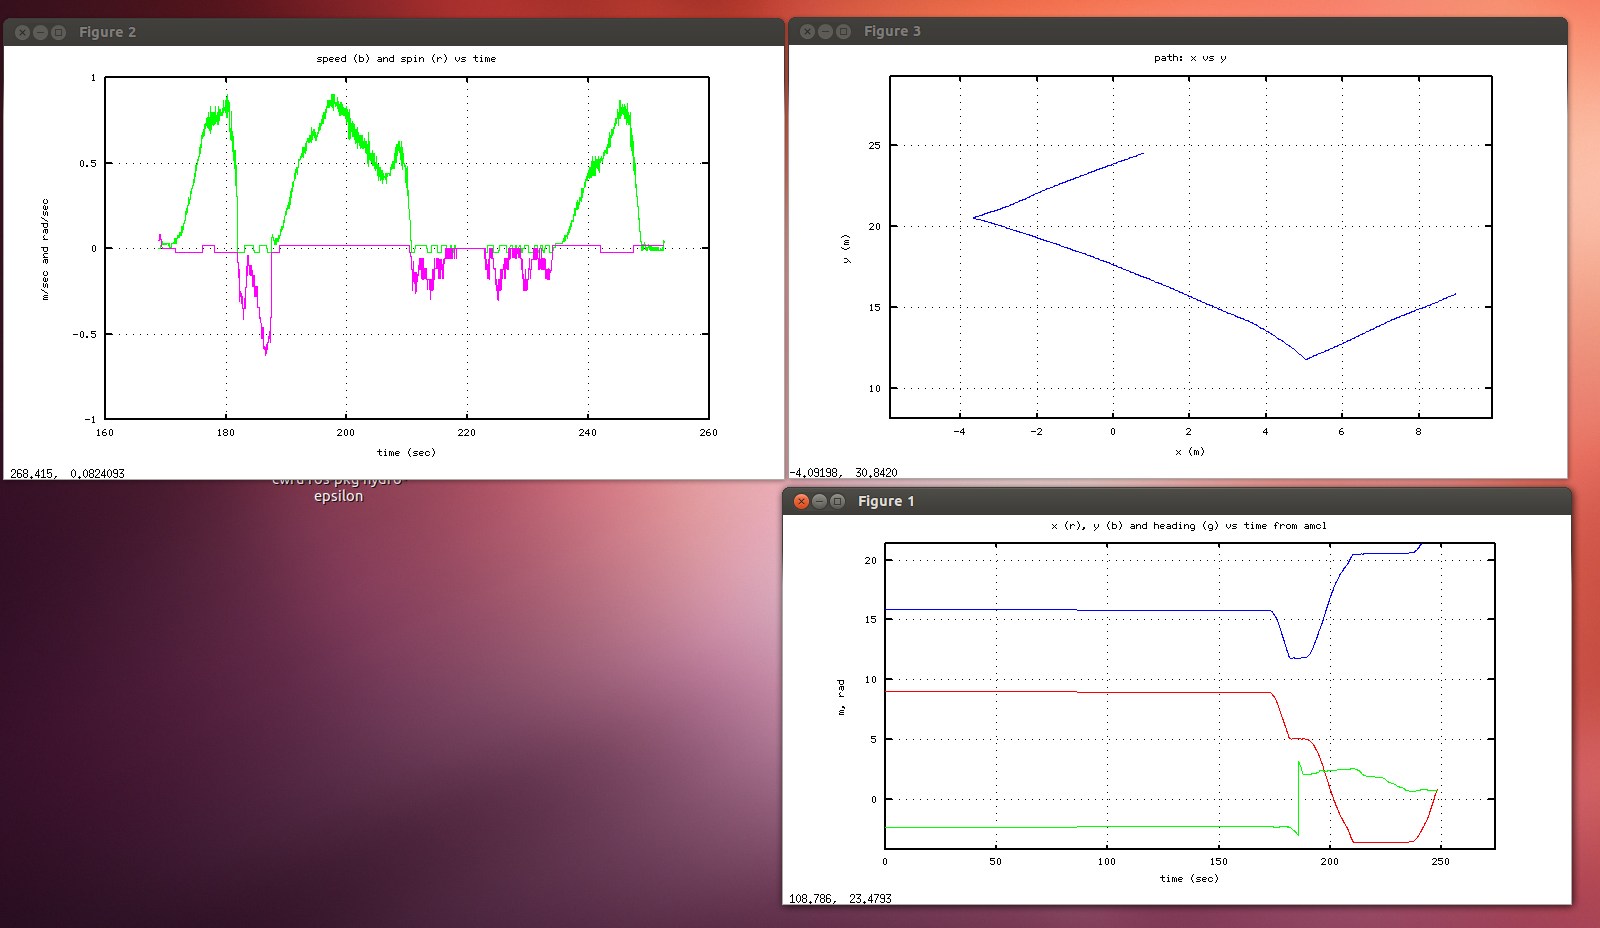 Figure 2
speed (b) and spin (r) vs time
m/sec and rad/sec
1
0.5
0
-0.5
-1
160 180 200 220 240 260
time (sec)
268.415, 0.0824093
Figure 3
path: x vs y
y (m)
25
20
15
10
-4 -2 0 2 4 6 8
x (m)
-4.09198, 30.8420
cwru ros pkg hydro
epsilon
Figure 1
x (r), y (b) and heading (g) vs time from amcl
m, rad
20
15
10
5
0
0 50 100 150 200 250
time (sec)
108.786, 23.4793